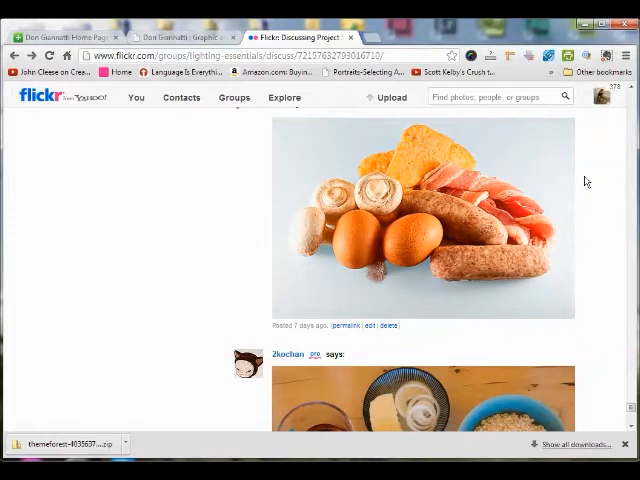 Don Giannatti Home Page
Don Giannatti : Graphic a
Flickr: Discussing Project
www.flickr.com/groups/lighting-essentials/discuss/72157632793016710/
John Cleese on Crea
Home
Language Is Everythi
Amazon.com: Buyin
Portraits-Selecting A
Scott Kelby's Crush t
»
Other bookmarks
flickr from YAHOO!
You
Contacts
Groups
Explore
Upload
Find photos, people, or groups
378
Posted 7 days ago. (permalink | edit | delete)
2kochan pro says:
themeforest-4035637....zip
Show all downloads...